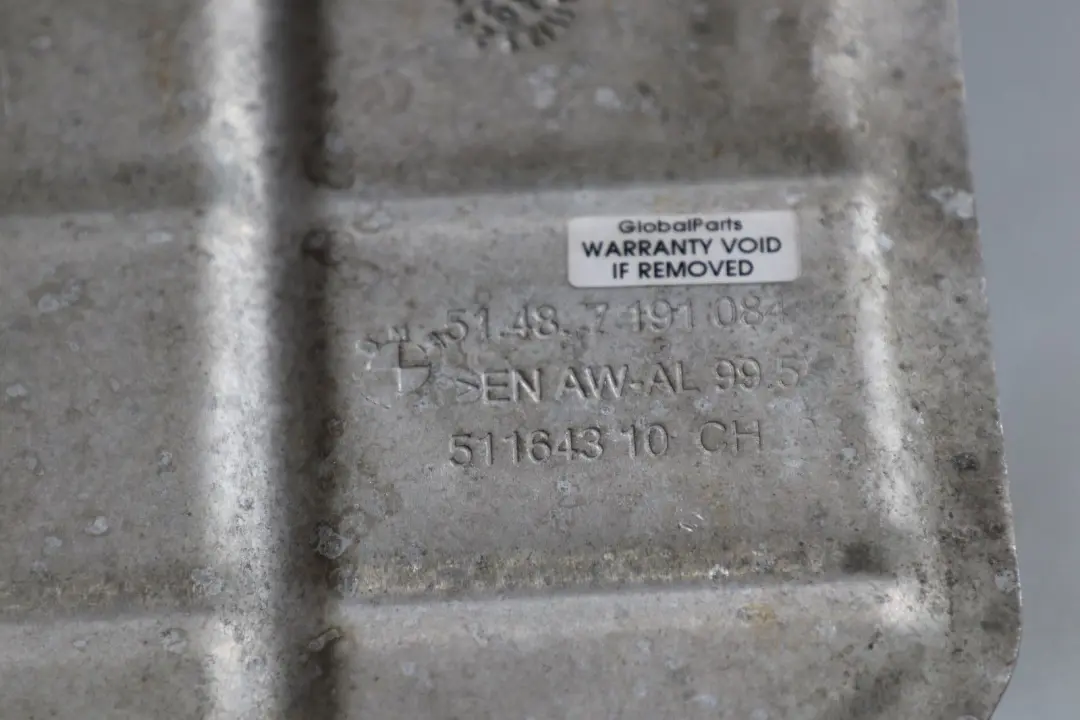 GlobalParts
WARRANTY VOID
IF REMOVED
51.48..7 191 084
>EN AW-AL 99.5
511643 10 CH